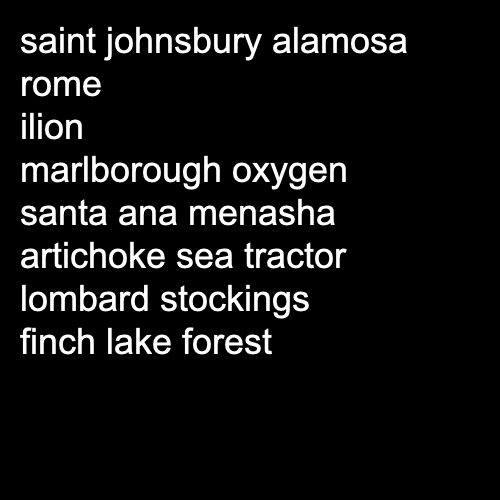 saint johnsbury alamosa
rome
ilion
marlborough oxygen
santa ana menasha
artichoke sea tractor
lombard stockings
finch lake forest